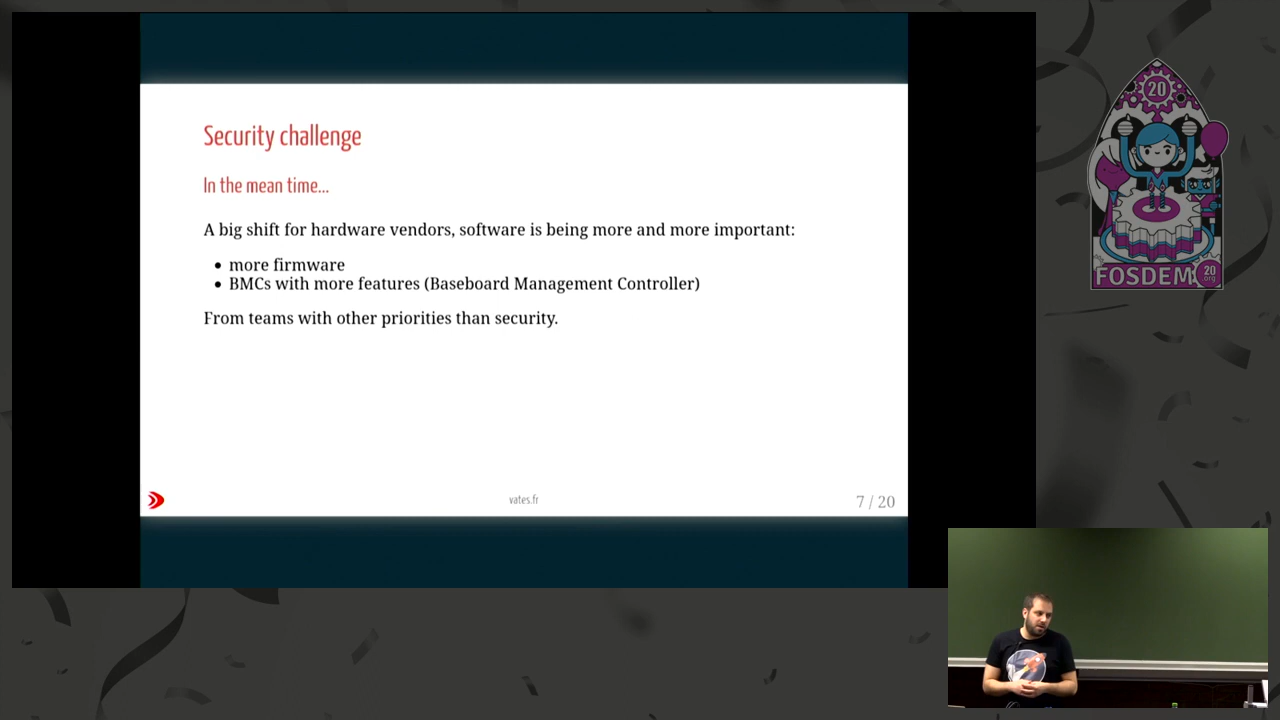 Security challenge
In the mean time...
A big shift for hardware vendors, software is being more and more important:
• more firmware
• BMCs with more features (Baseboard Management Controller)
From teams with other priorities than security.
vates.fr
7 / 20
20
FOSDEM 20
.org